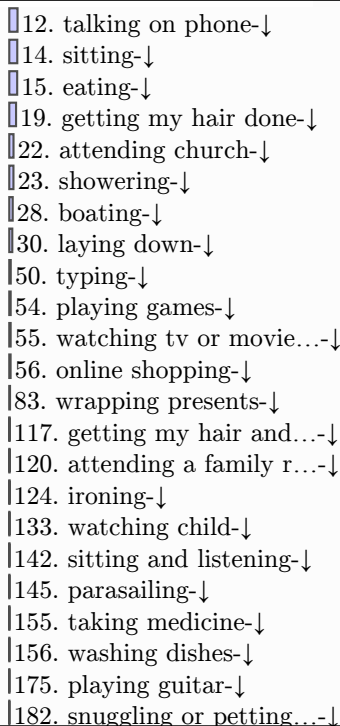 12. talking on phone-↓
14. sitting-↓
15. eating-↓
19. getting my hair done-↓
22. attending church-↓
23. showering-↓
28. boating-↓
30. laying down-↓
50. typing-↓
54. playing games-↓
55. watching tv or movie...-↓
56. online shopping-↓
83. wrapping presents-↓
117. getting my hair and...-↓
120. attending a family r...-↓
124. ironing-↓
133. watching child-↓
142. sitting and listening-↓
145. parasailing-↓
155. taking medicine-↓
156. washing dishes-↓
175. playing guitar-↓
182. snuggling or petting...-↓